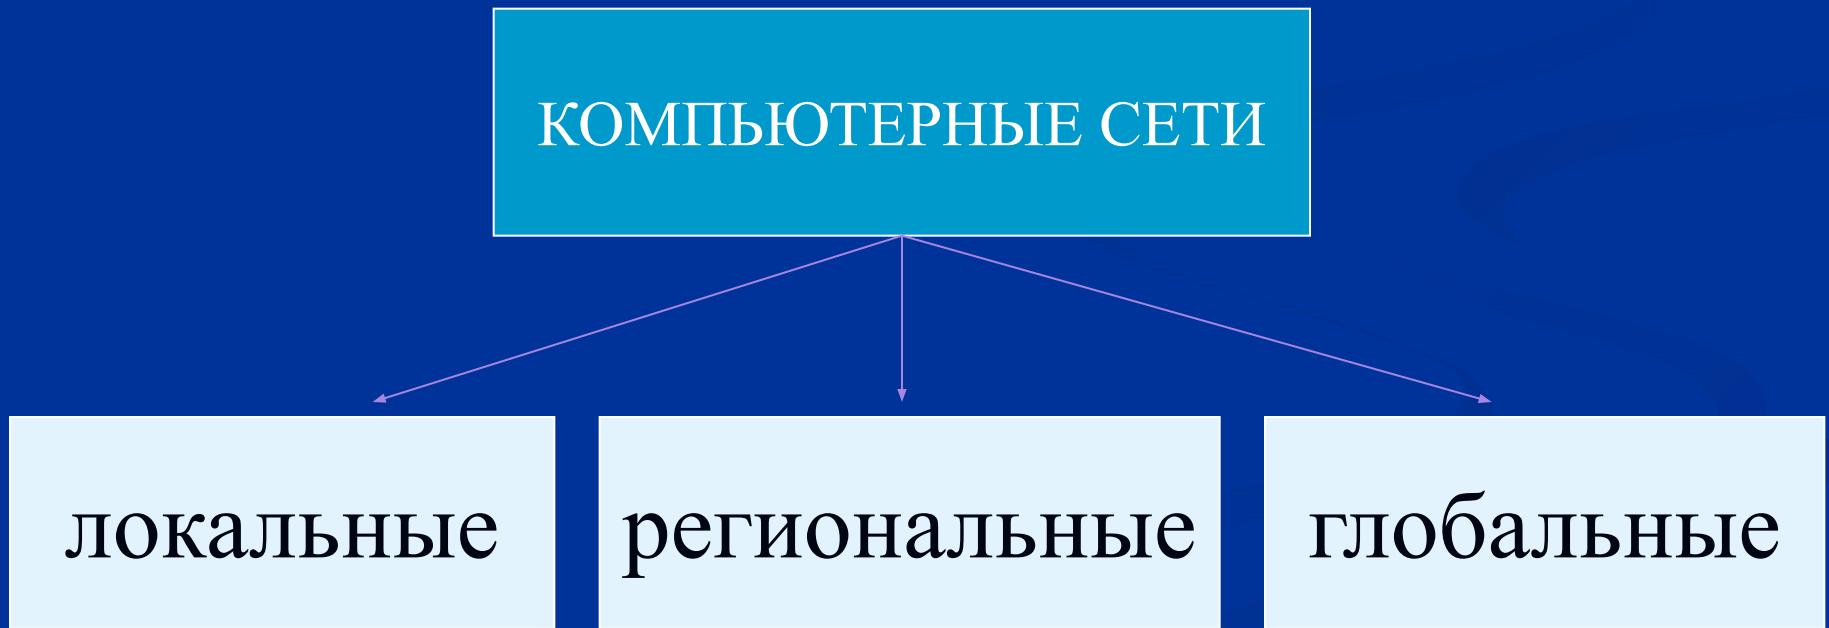 КОМПЬЮТЕРНЫЕ СЕТИ
локальные
региональные
глобальные